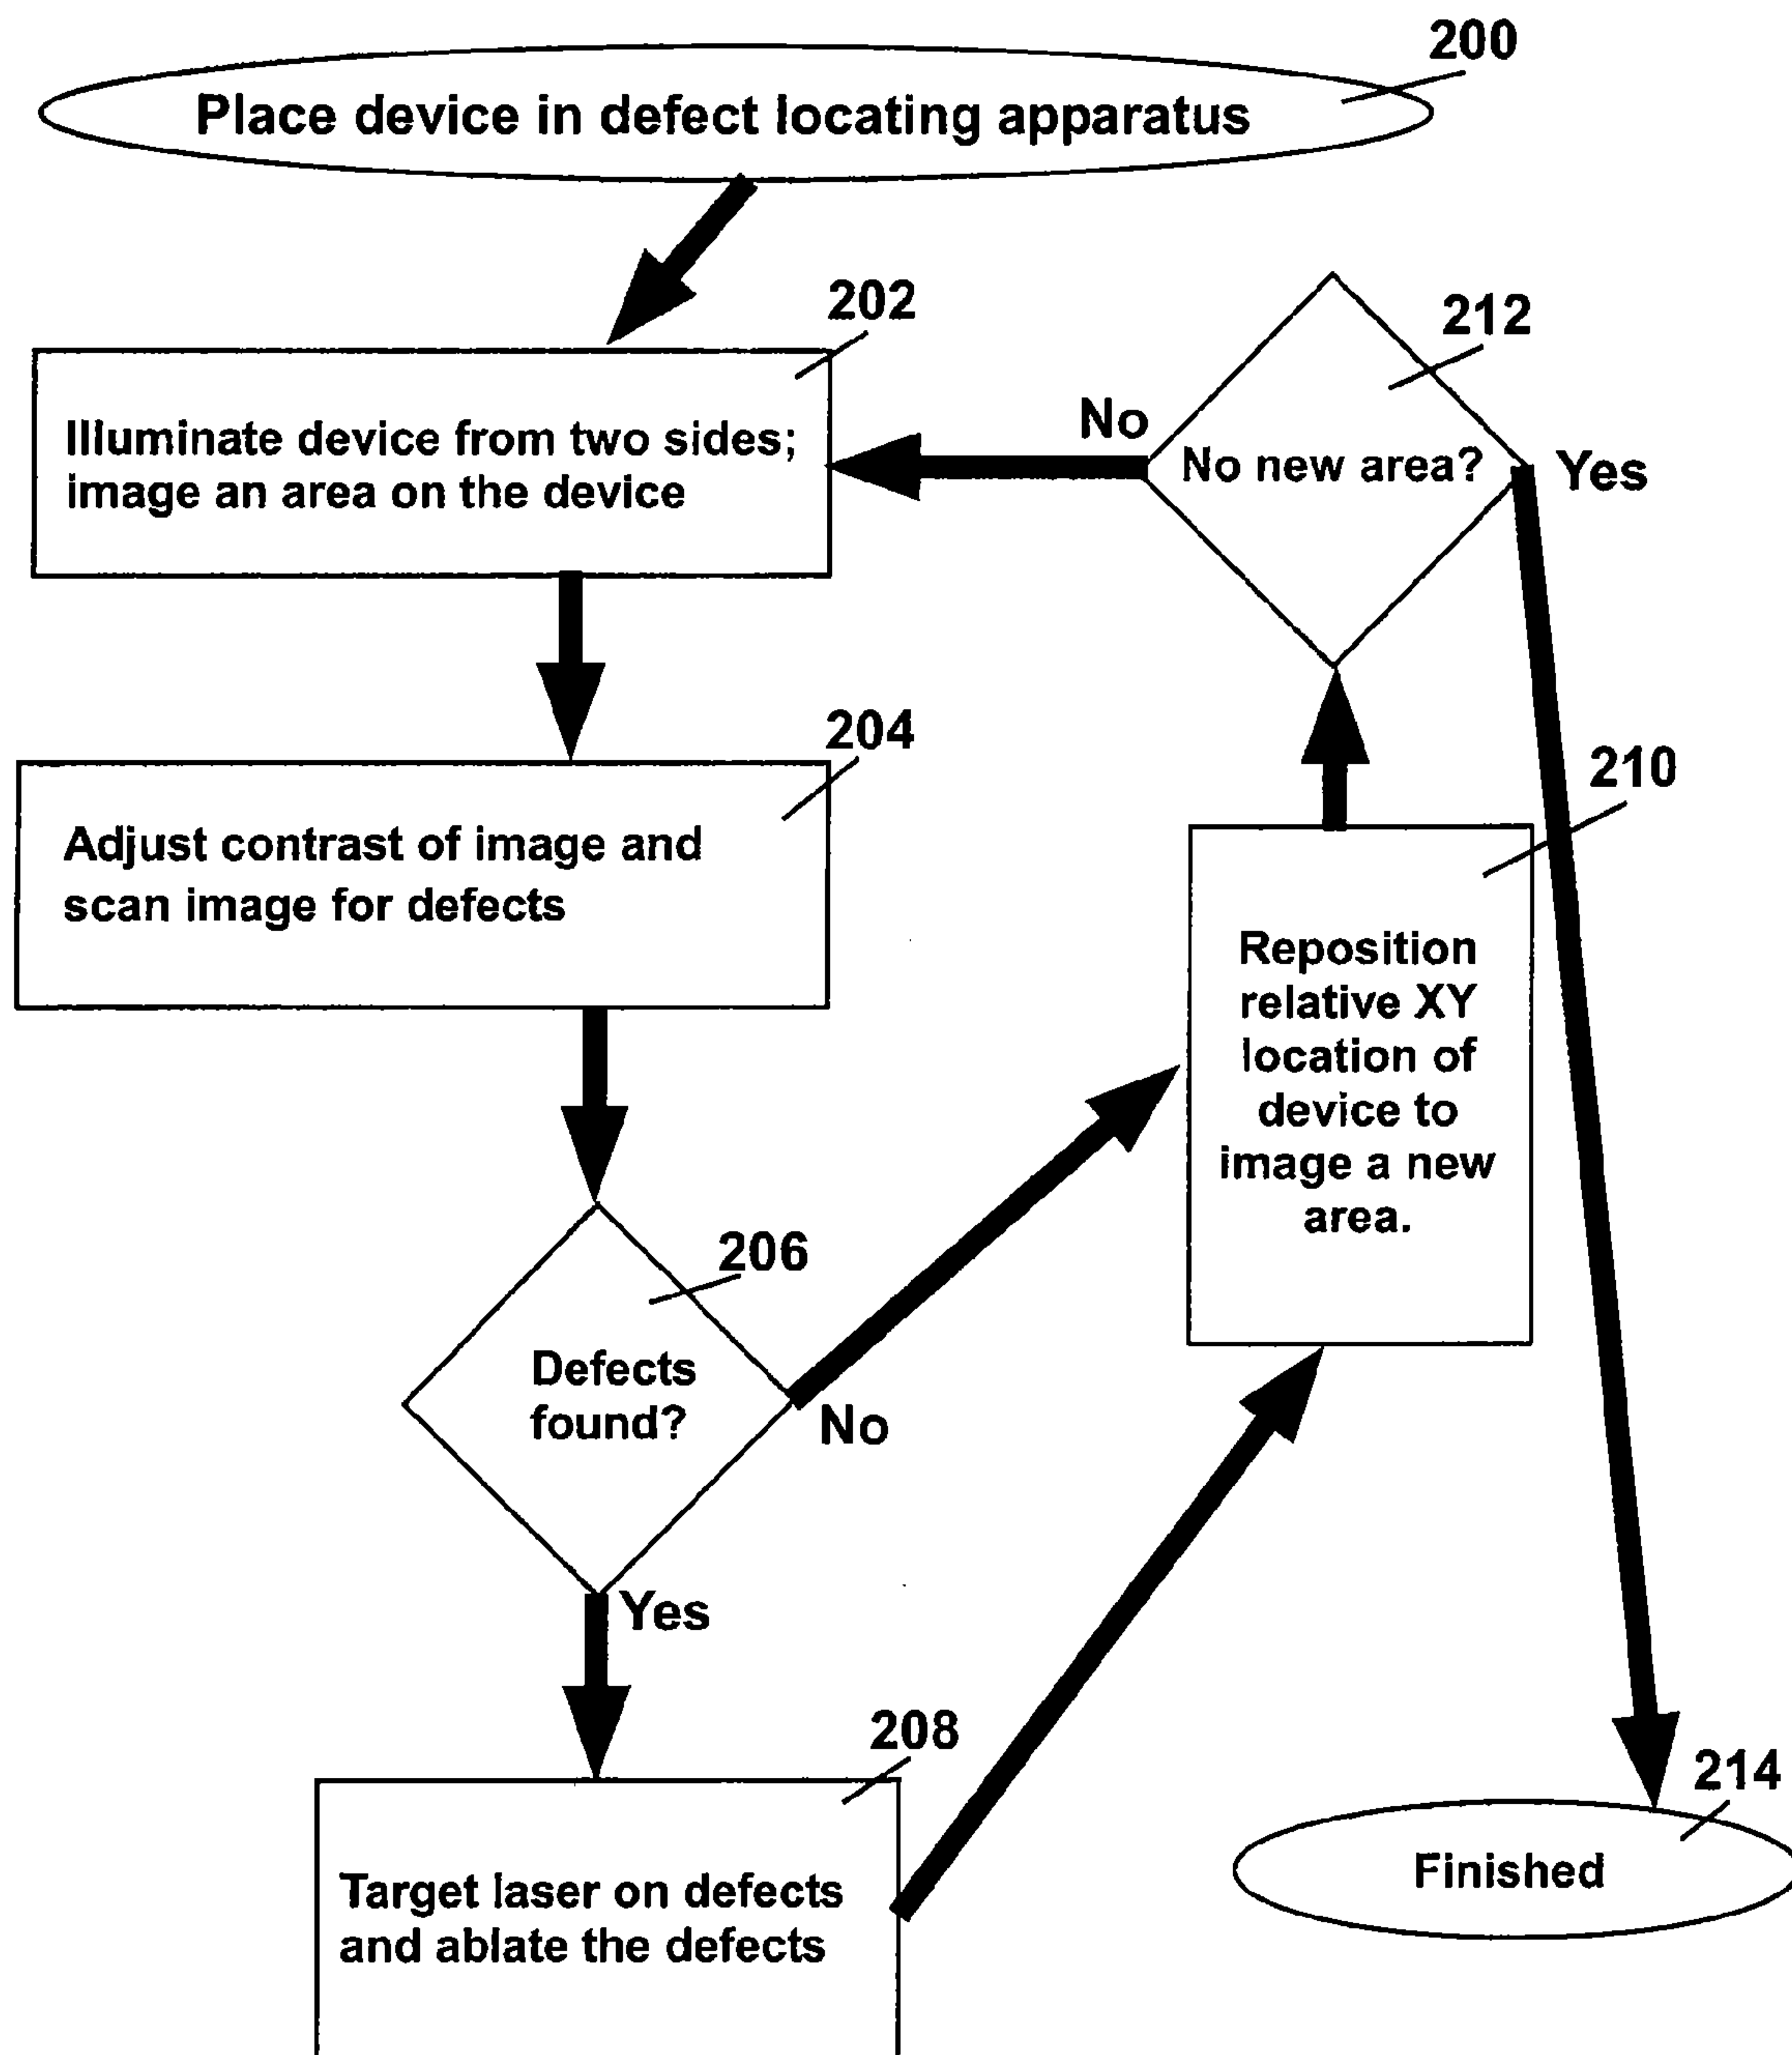 200
Place device in defect locating apparatus
202
Illuminate device from two sides;
image an area on the device
212
No
No new area?
Yes
204
Adjust contrast of image and
scan image for defects
210
Reposition
relative XY
location of
device to
image a new
area.
206
Defects
found?
No
Yes
208
Target laser on defects
and ablate the defects
214
Finished